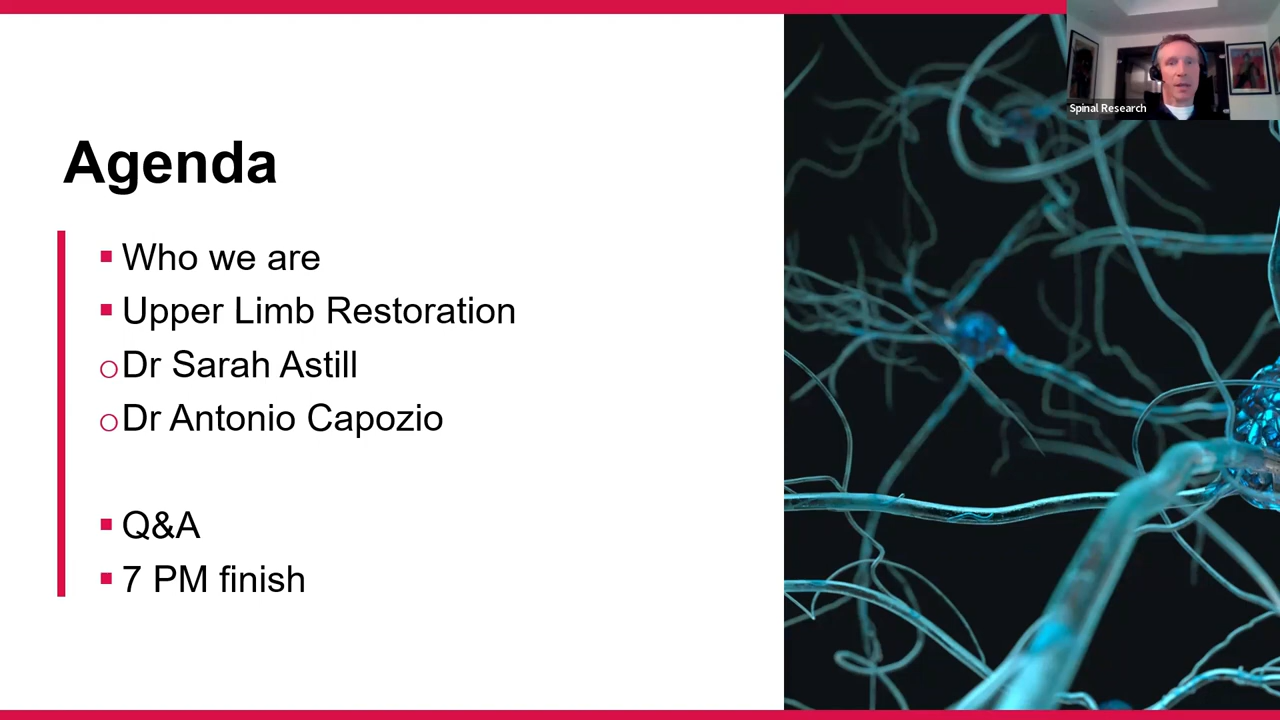 Spinal Research
Agenda
Who we are
Upper Limb Restoration
Dr Sarah Astill
Dr Antonio Capozio
Q&A
7 PM finish